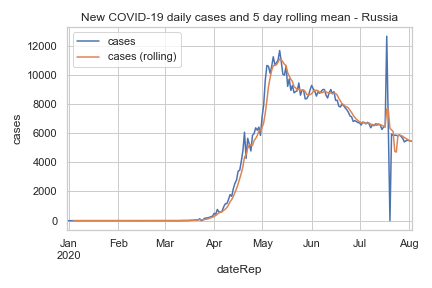 New COVID-19 daily cases and 5 day rolling mean - Russia
cases
cases (rolling)
12000
10000
8000
6000
4000
2000
0
cases
Jan Feb Mar Apr May Jun Jul Aug
2020
dateRep